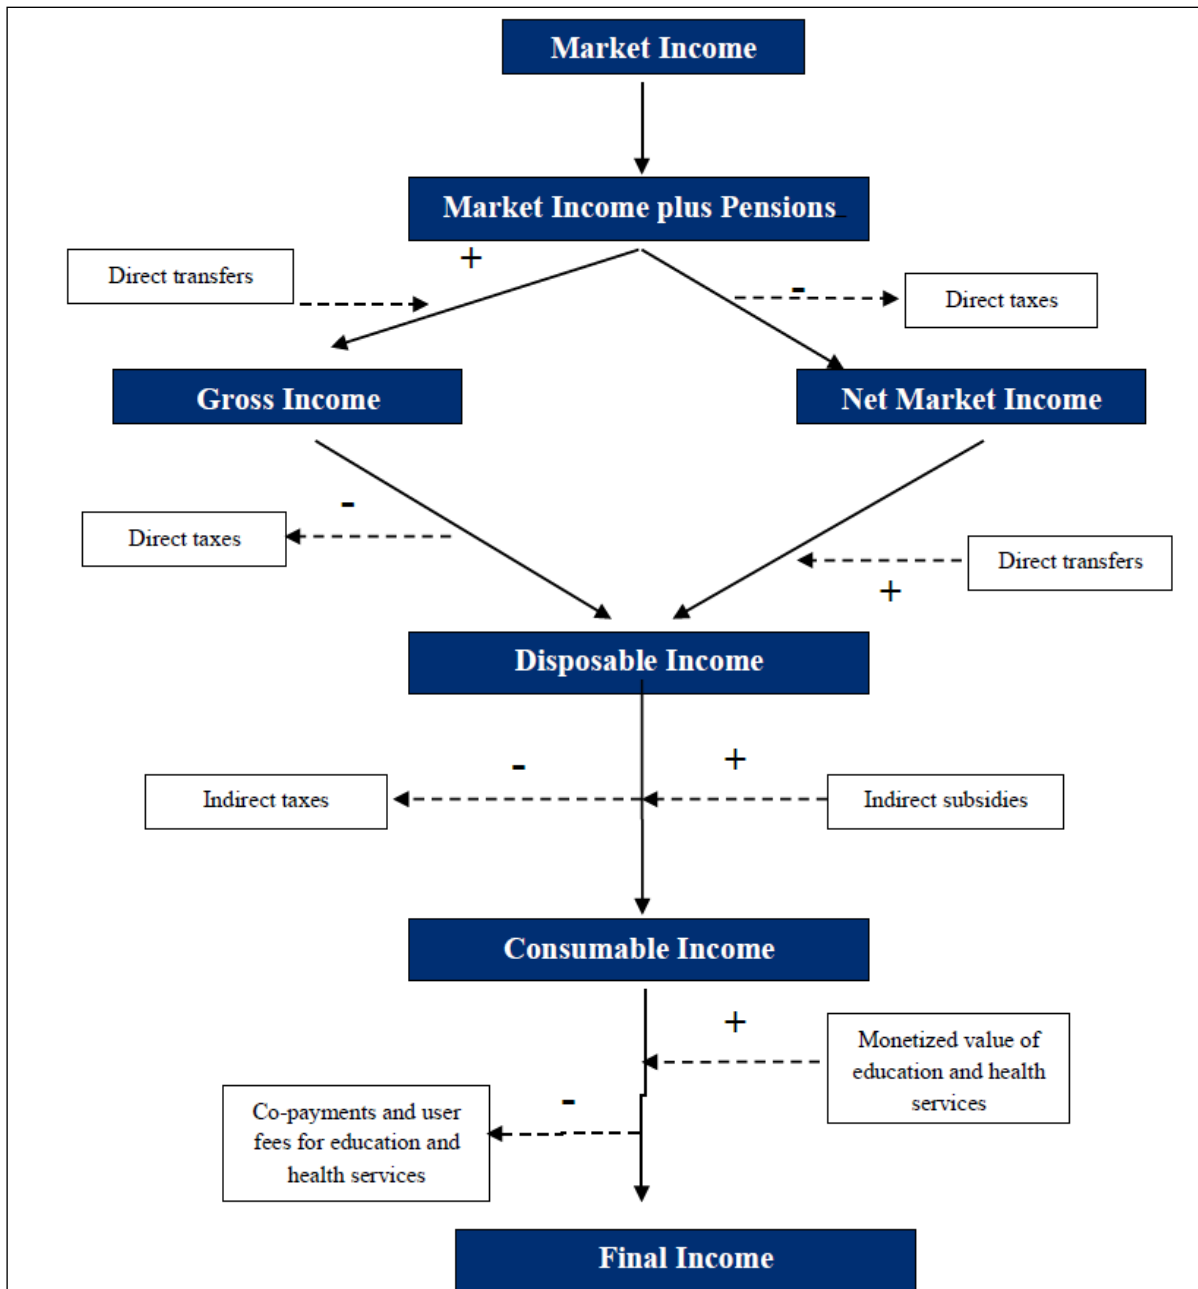 Market Income
Market Income plus Pensions
+
Direct transfers
-
Direct taxes
Gross Income
Net Market Income
-
Direct taxes
Direct transfers
+
Disposable Income
-
+
Indirect taxes
Indirect subsidies
Consumable Income
+
Monetized value of
education and health
services
-
Co-payments and user
fees for education and
health services
Final Income